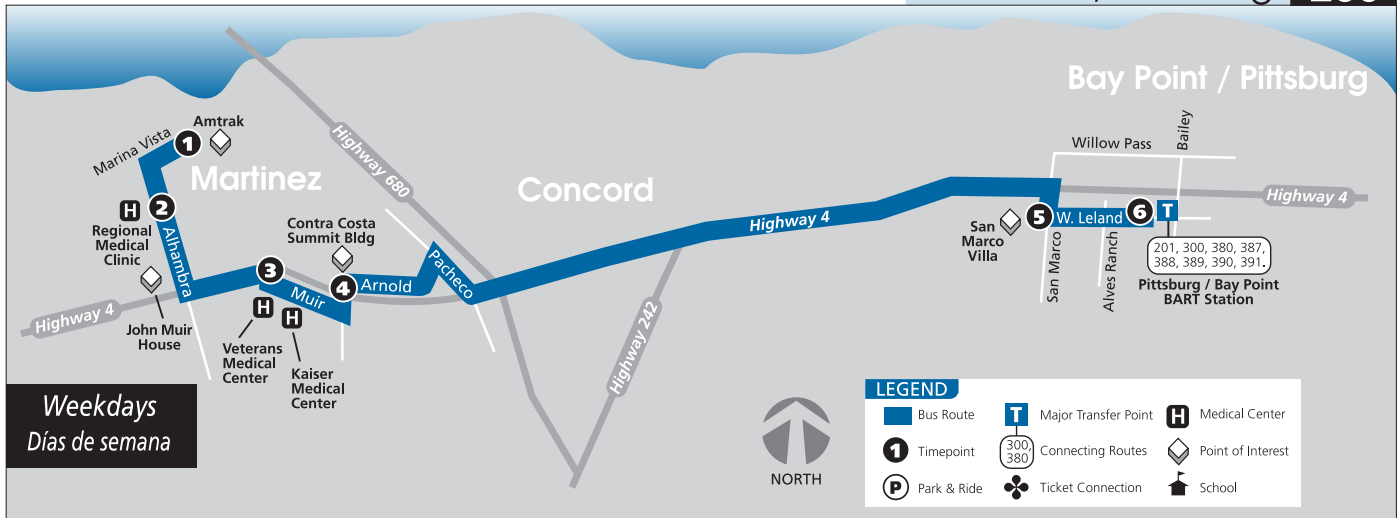 Bay Point / Pittsburg
Amtrak
Marina Vista
1
Martinez
Highway 680
Concord
Willow Pass
Bailey
H
2
Regional
Medical
Clinic
Alhambra
Contra Costa
Summit Bldg
Highway 4
Highway 4
San
Marco
Villa
5
W. Leland
6
T
San Marco
Alves Ranch
201, 300, 380, 387,
388, 389, 390, 391.
Pittsburg / Bay Point
BART Station
3
Muir
4
Arnold
Pacheco
Highway 4
John Muir
House
H
Veterans
Medical
Center
H
Kaiser
Medical
Center
Highway 242
Weekdays
Días de semana
NORTH
LEGEND
Bus Route
T
Major Transfer Point
H
Medical Center
1
Timepoint
300,
380
Connecting Routes
Point of Interest
P
Park & Ride
Ticket Connection
School